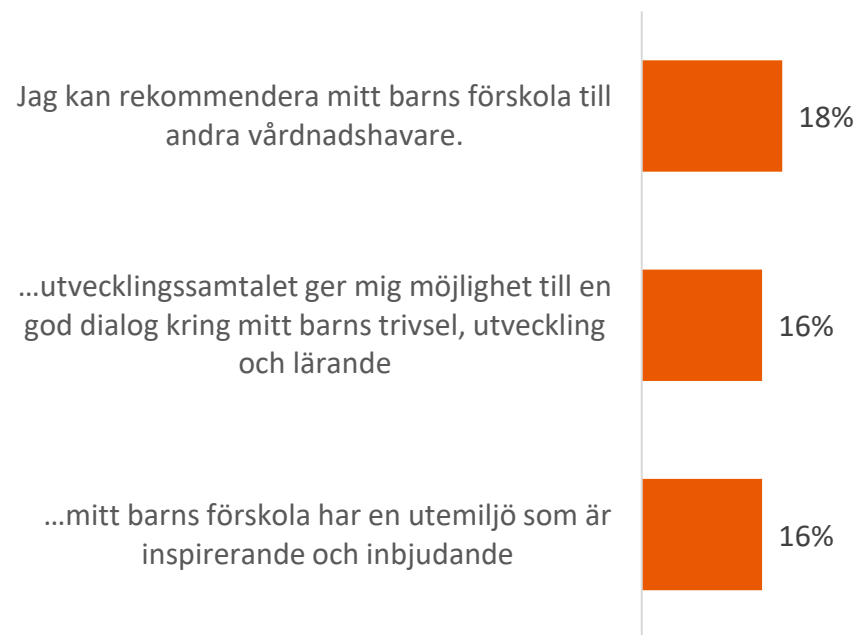 Jag kan rekommendera mitt barns förskola till
andra vårdnadshavare.
18%
...utvecklingssamtalet ger mig möjlighet till en
god dialog kring mitt barns trivsel, utveckling
och lärande
16%
...mitt barns förskola har en utemiljö som är
inspirerande och inbjudande
16%